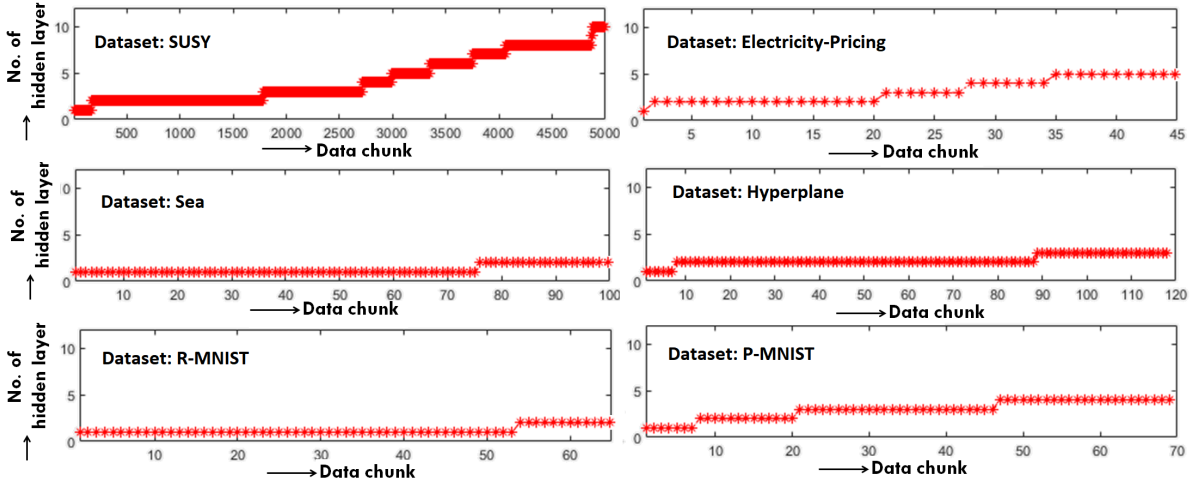 No. of
hidden layer
10
5
0
Dataset: SUSY
500 1000 1500 2000 2500 3000 3500 4000 4500 5000
Data chunk
10
5
0
Dataset: Electricity-Pricing
5 10 15 20 25 30 35 40 45
Data chunk
No. of
hidden layer
0
5
0
Dataset: Sea
10 20 30 40 50 60 70 80 90 100
Data chunk
10
5
0
Dataset: Hyperplane
10 20 30 40 50 60 70 80 90 100 110 120
Data chunk
No. of
hidden layer
10
5
0
Dataset: R-MNIST
10 20 30 40 50 60
Data chunk
10
5
0
Dataset: P-MNIST
10 20 30 40 50 60 70
Data chunk